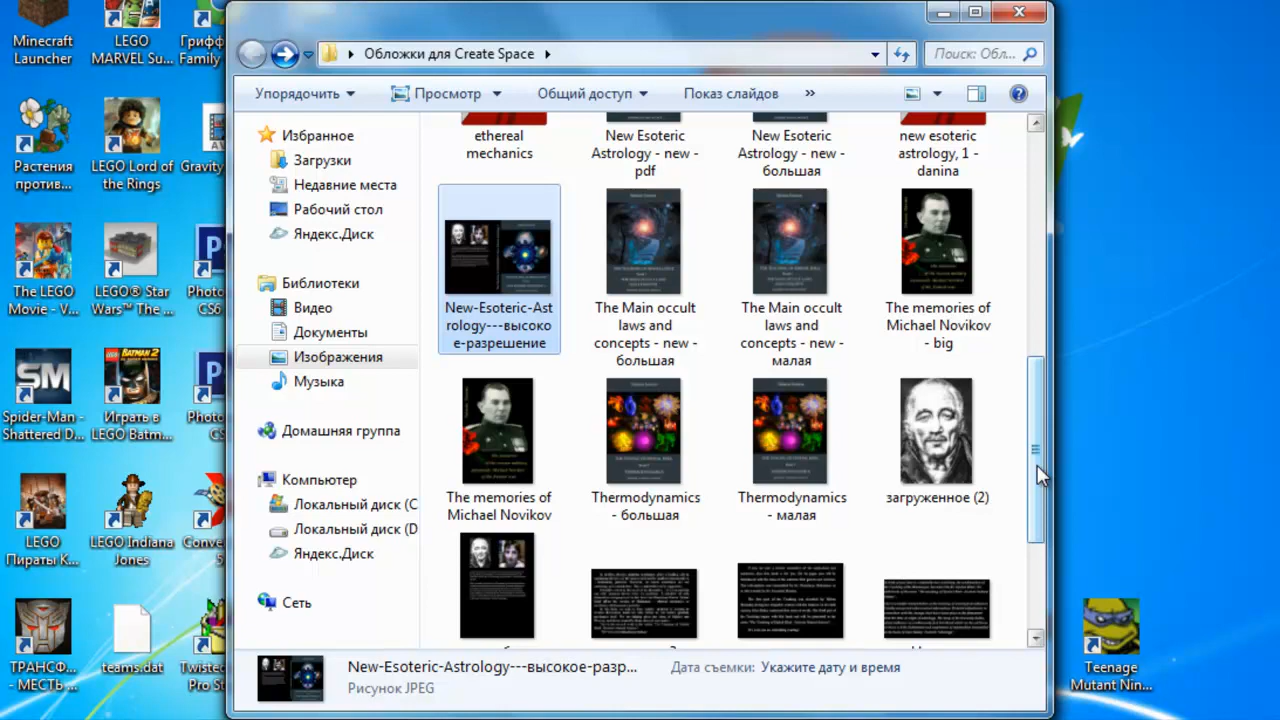 Minecraft
Launcher
LEGO
MARVEL Su...
Гриффі
Family
Растения
против...
LEGO Lord of
the Rings
Gravity
The LEGO
Movie - V...
LEGO® Star
Wars™ The ...
Photo
CS6
Spider-Man -
Shattered D...
Играть в
LEGO Batm...
Photo
CS
LEGO
Пираты К...
LEGO Indiana
Jones
Conve
5
ТРАНСФ...
- МЕСТЬ ...
teams.dat
Twisted
Pro St
Обложки для Create Space
Поиск: Обл...
Упорядочить
Просмотр
Общий доступ
Показ слайдов
»
Избранное
Загрузки
Недавние места
Рабочий стол
Яндекс.Диск
Библиотеки
Видео
Документы
Изображения
Музыка
Домашняя группа
Компьютер
Локальный диск (C
Локальный диск (D
Яндекс.Диск
Сеть
ethereal
mechanics
New Esoteric
Astrology - new -
pdf
New Esoteric
Astrology - new -
большая
new esoteric
astrology, 1 -
danina
New-Esoteric-Ast
rology---высоко
е-разрешение
The Main occult
laws and
concepts - new -
большая
The Main occult
laws and
concepts - new -
малая
The memories of
Michael Novikov
- big
The memories of
Michael Novikov
Thermodynamics
- большая
Thermodynamics
- малая
загруженное (2)
New-Esoteric-Astrology---высокое-разр...
Дата съемки: Укажите дату и время
Рисунок JPEG
Teenage
Mutant Nin...